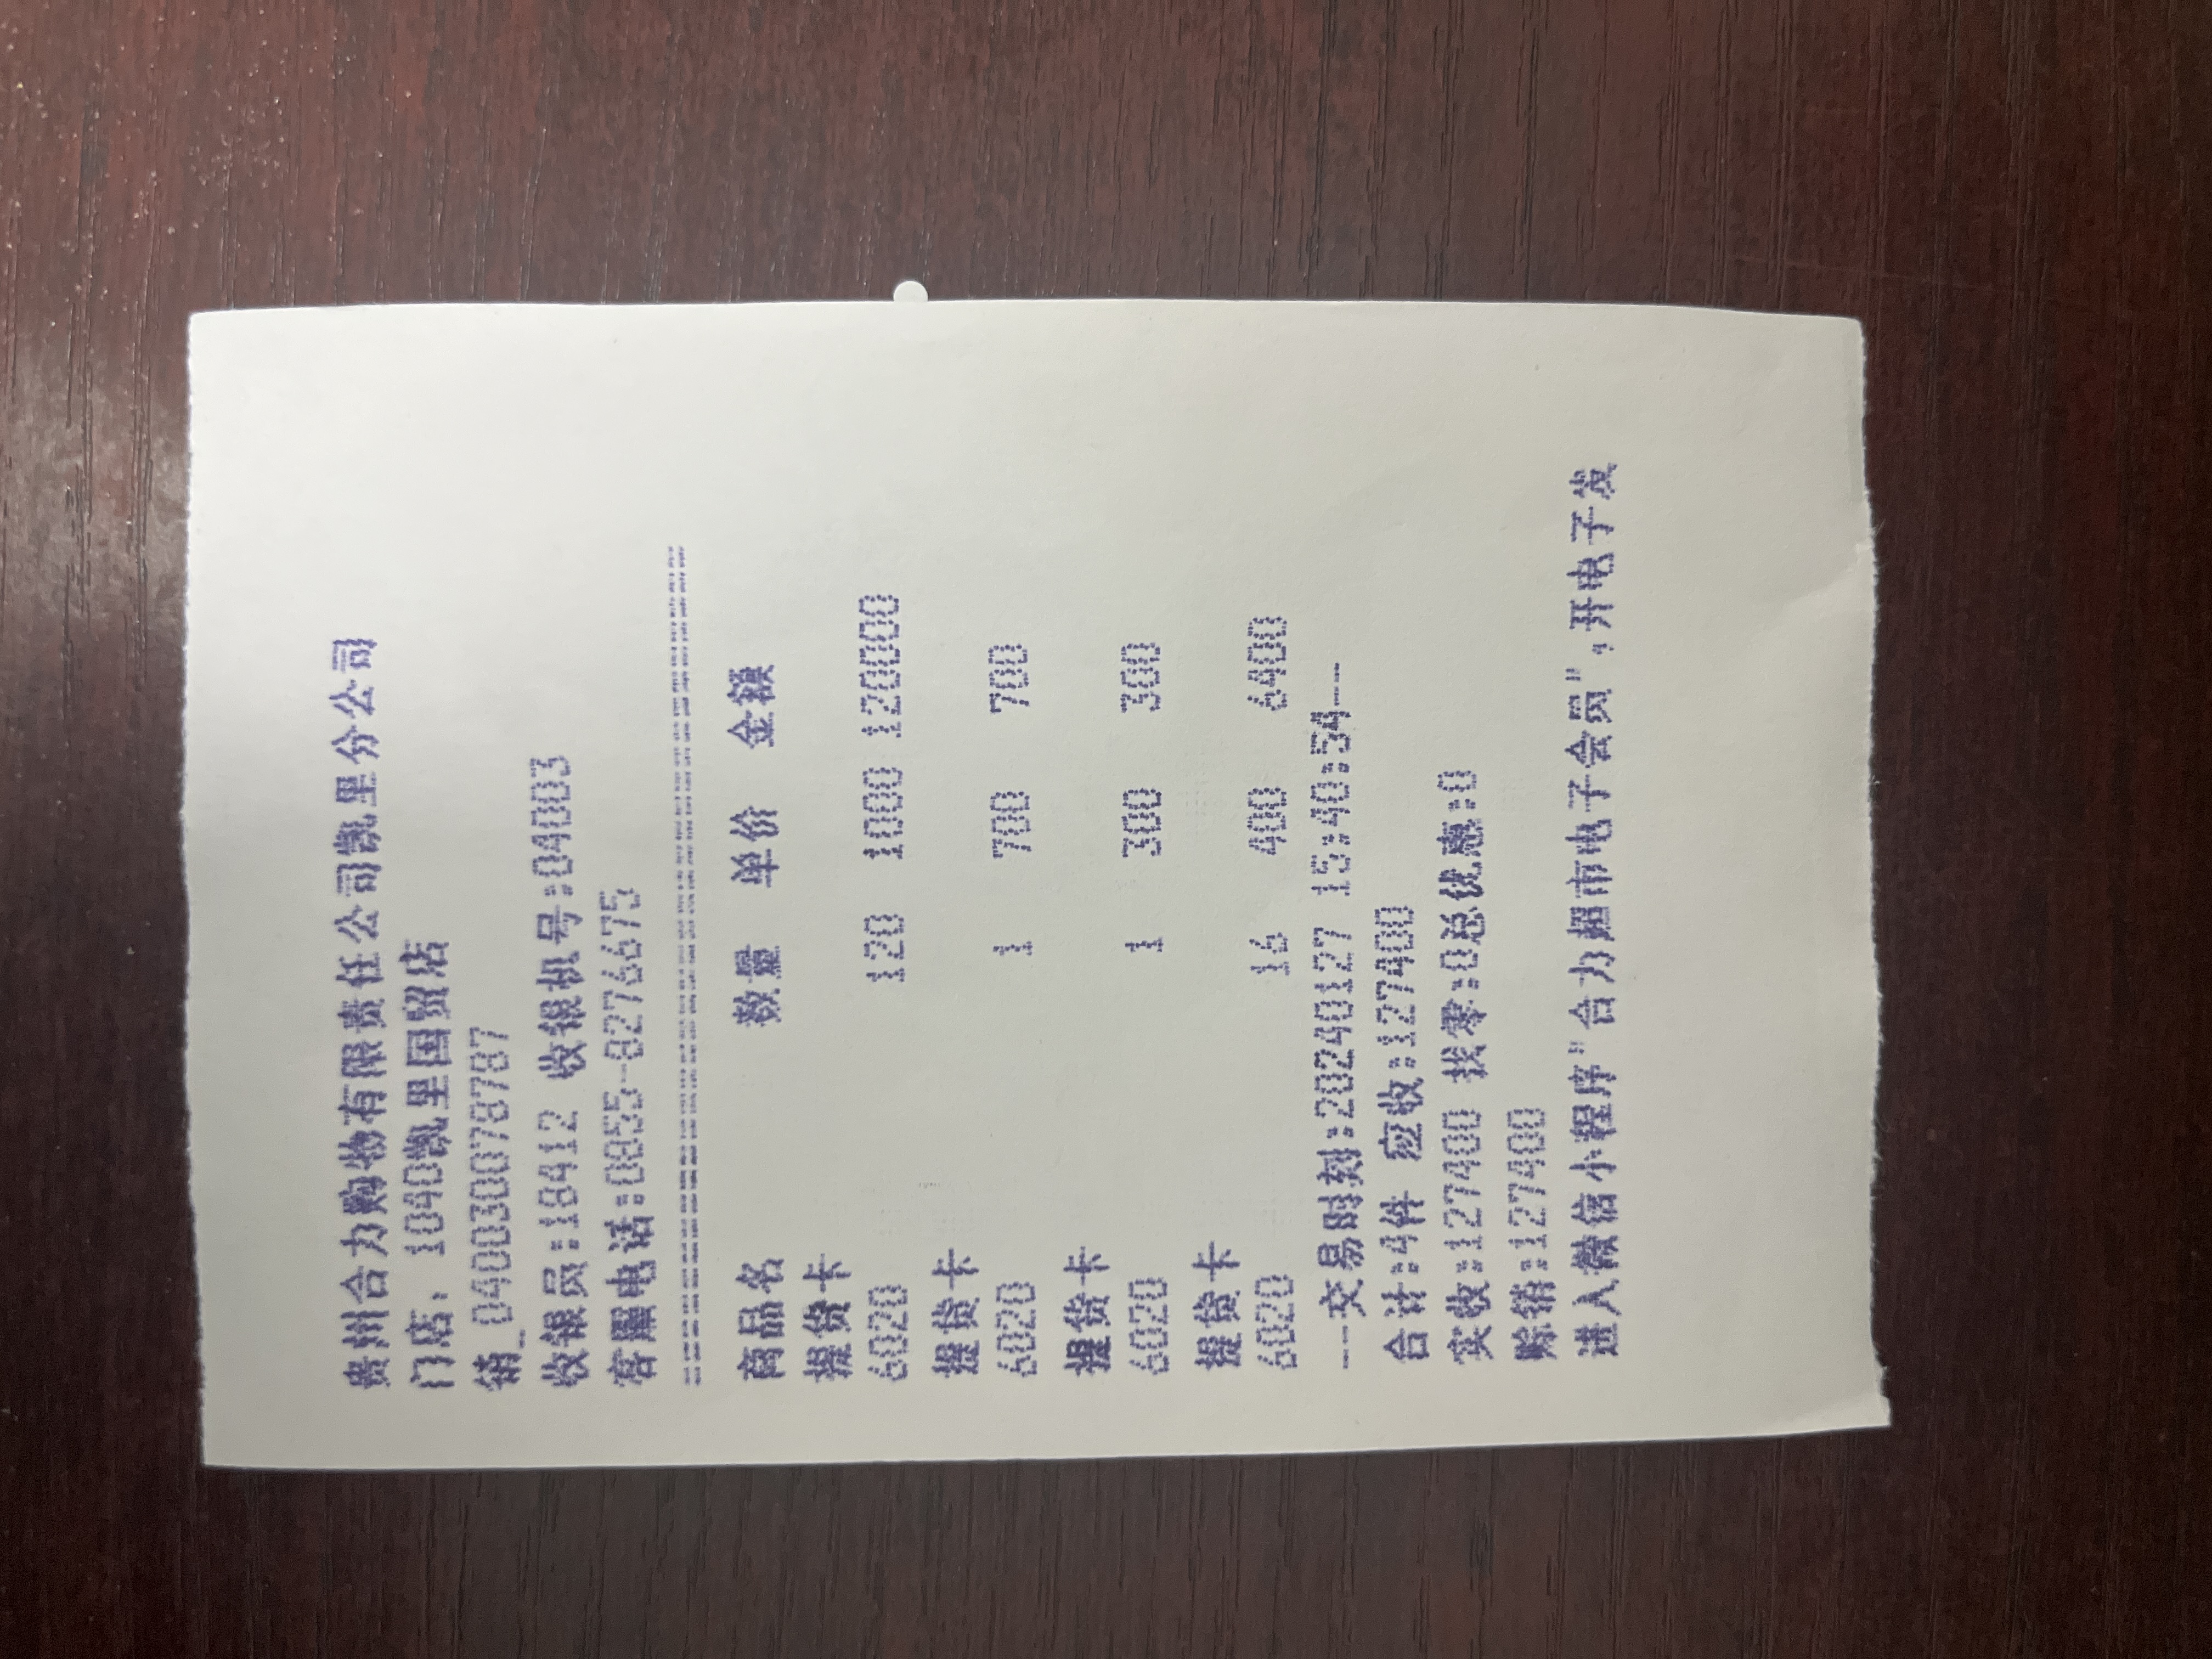 贵州合力购物有限责任公司凯里分公司
门店：1040凯里国贸店
销_040030078787
收银员:18412 收银机号:04003
客服电话:0855-8276675
================================
商品名 数量 单价 金额
提货卡
6020 120 1000 120000
提货卡
6020 1 700 700
提货卡
6020 1 300 300
提货卡
6020 16 400 6400
---交易时刻:20240127 15:40:54---
合计:4件 应收:127400
实收:127400 找零:0总优惠:0
赊销:127400
进入微信小程序"合力超市电子会员",开电子发